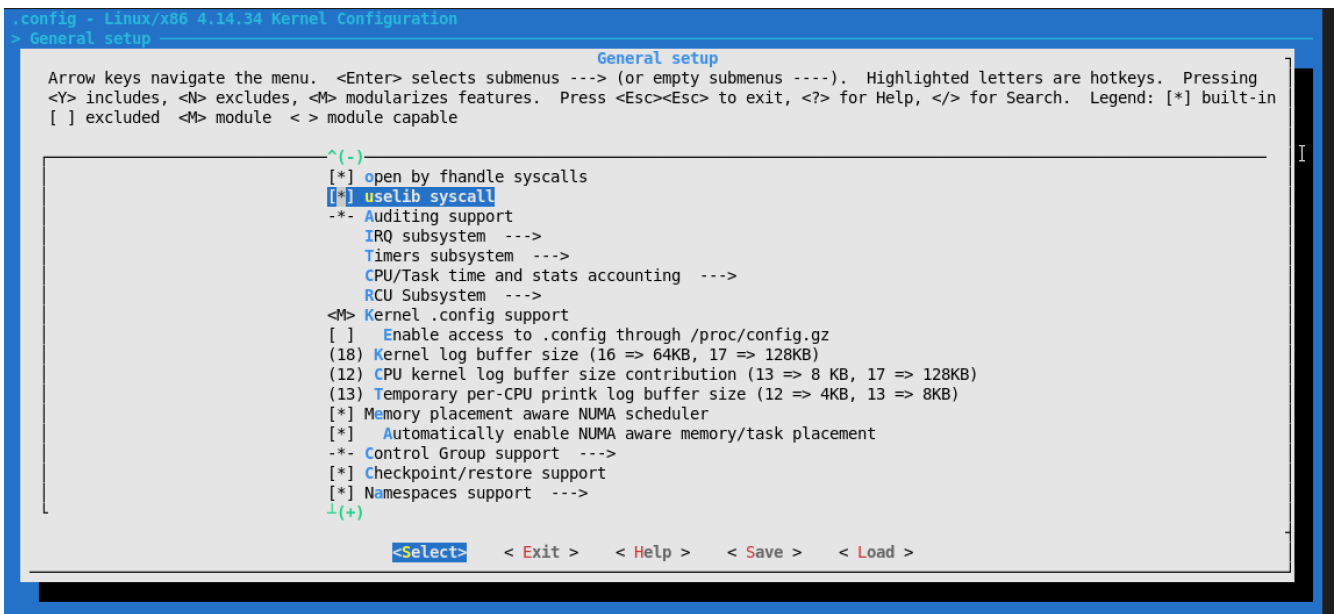 .config - Linux/x86 4.14.34 Kernel Configuration
> General setup
General setup
Arrow keys navigate the menu.  <Enter> selects submenus ---> (or empty submenus ----).  Highlighted letters are hotkeys.  Pressing
<Y> includes, <N> excludes, <M> modularizes features.  Press <Esc><Esc> to exit, <?> for Help, </> for Search.  Legend: [*] built-in
[ ] excluded  <M> module  < > module capable
^(-)
[*] open by fhandle syscalls
[*] uselib syscall
-*- Auditing support
IRQ subsystem  --->
Timers subsystem  --->
CPU/Task time and stats accounting  --->
RCU Subsystem  --->
<M> Kernel .config support
[ ]   Enable access to .config through /proc/config.gz
(18) Kernel log buffer size (16 => 64KB, 17 => 128KB)
(12) CPU kernel log buffer size contribution (13 => 8 KB, 17 => 128KB)
(13) Temporary per-CPU printk log buffer size (12 => 4KB, 13 => 8KB)
[*] Memory placement aware NUMA scheduler
[*]   Automatically enable NUMA aware memory/task placement
-*- Control Group support  --->
[*] Checkpoint/restore support
[*] Namespaces support  --->
┴(+)
<Select>    < Exit >    < Help >    < Save >    < Load >